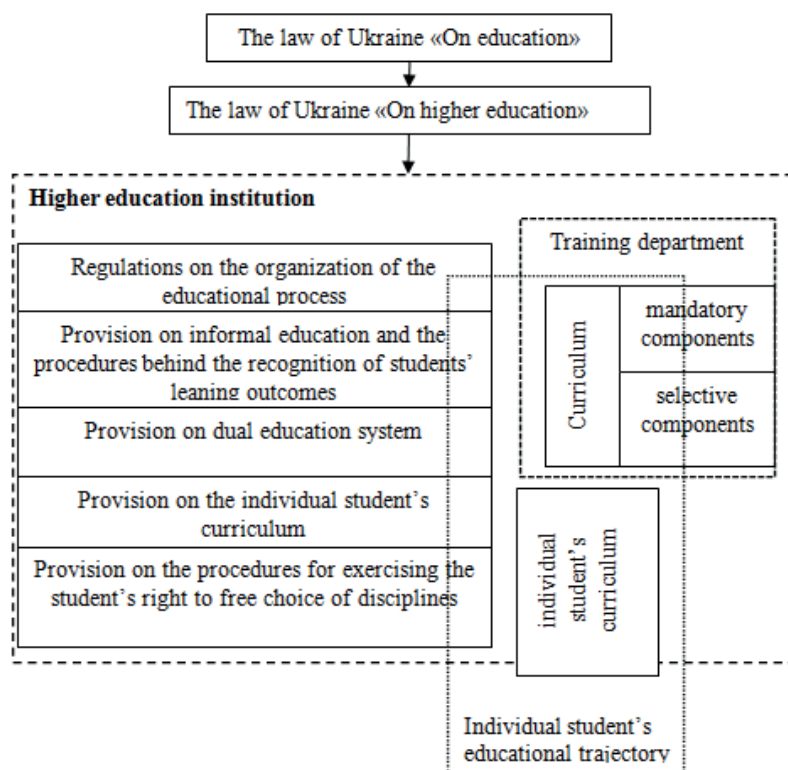 The law of Ukraine «On education»
The law of Ukraine «On higher education»
Higher education institution
Regulations on the organization of the
educational process
Provision on informal education and the
procedures behind the recognition of students’
leaning outcomes
Provision on dual education system
Provision on the individual student’s
curriculum
Provision on the procedures for exercising the
student’s right to free choice of disciplines
Training department
Curriculum
mandatory
components
selective
components
individual
student’s
curriculum
Individual student’s
educational trajectory